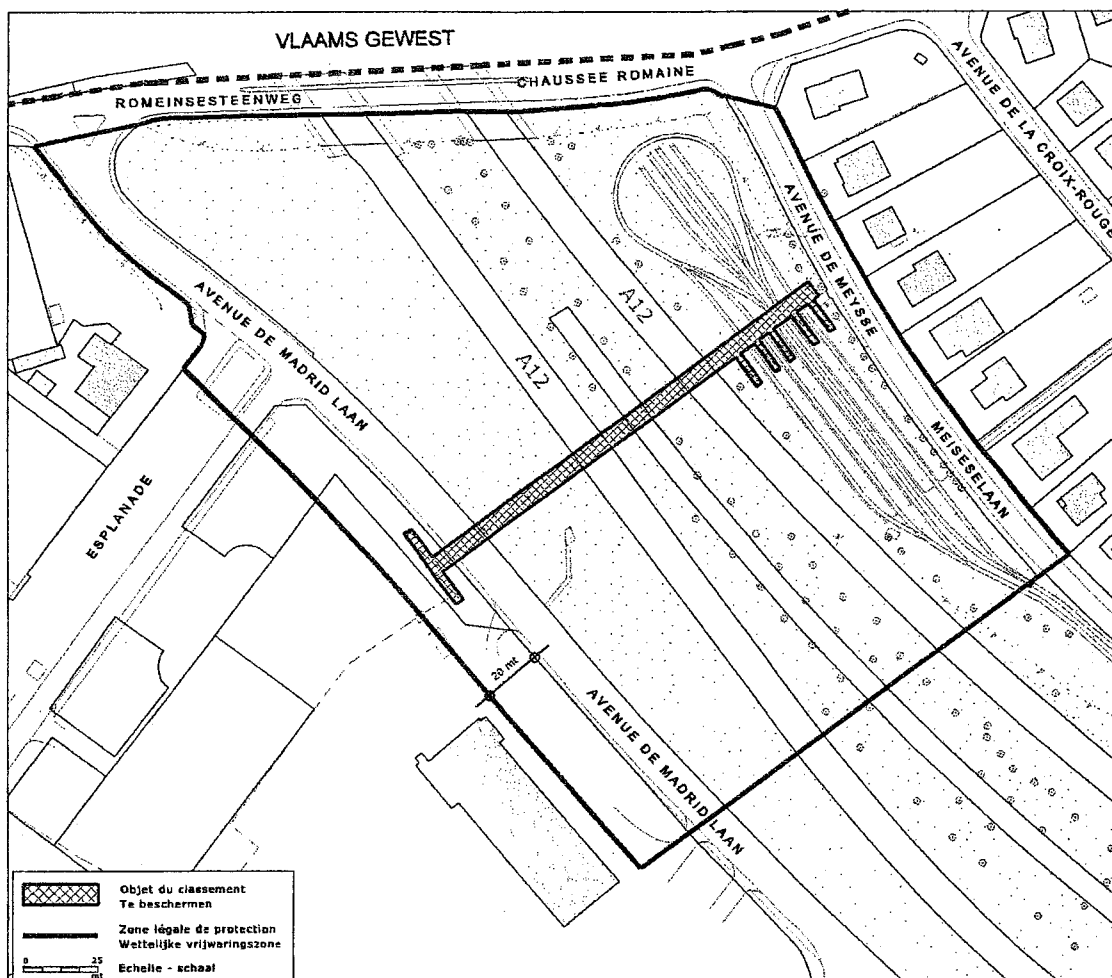 VLAAMS GEWEST
CHAUSSEE ROMAINE
ROMEINSESTEENWEG
AVENUE DE LA CROIX-ROUGE
AVENUE DE MEYSSE
AVENUE DE MADRID LAAN
A12
A12
MEISESELAAN
ESPLANADE
20 mt
AVENUE DE MADRID LAAN
Objet du classement
Te beschermen
Zone légale de protection
Wettelijke vrijwaringszone
0 25
mt
Echelle - schaal